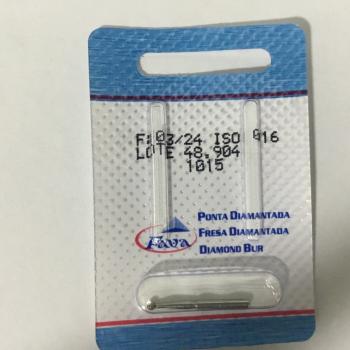 F: 03/24 ISO 016
LOTE 48.904
1015
Fava
PONTA DIAMANTADA
FRESA DIAMANTADA
DIAMOND BUR